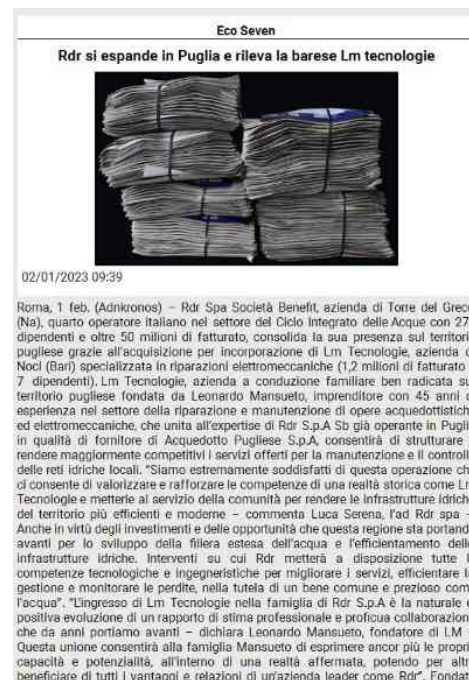 Eco Seven
Rdr si espande in Puglia e rileva la barese Lm tecnologie
02/01/2023 09:39
Roma, 1 feb. (Adnkronos) – Rdr Spa Società Benefit, azienda di Torre del Grec
(Na), quarto operatore italiano nel settore del Ciclo Integrato delle Acque con 27
dipendenti e oltre 50 milioni di fatturato, consolida la sua presenza sul territori
pugliese grazie all'acquisizione per incorporazione di Lm Tecnologie, azienda d
Noci (Bari) specializzata in riparazioni elettromeccaniche (1,2 milioni di fatturato
7 dipendenti). Lm Tecnologie, azienda a conduzione familiare ben radicata su
territorio pugliese fondata da Leonardo Mansueto, imprenditore con 45 anni d
esperienza nel settore della riparazione e manutenzione di opere acquedottistich
ed elettromeccaniche, che unita all'expertise di Rdr S.p.A Sb già operante in Pugli
in qualità di fornitore di Acquedotto Pugliese S.p.A, consentirà di strutturare
rendere maggiormente competitivi i servizi offerti per la manutenzione e il controll
delle reti idriche locali. "Siamo estremamente soddisfatti di questa operazione ch
ci consente di valorizzare e rafforzare le competenze di una realtà storica come Lm
Tecnologie e metterle al servizio della comunità per rendere le infrastrutture idrich
del territorio più efficienti e moderne – commenta Luca Serena, l'ad Rdr spa –
Anche in virtù degli investimenti e delle opportunità che questa regione sta portand
avanti per lo sviluppo della filiera estesa dell'acqua e l'efficientamento dell
infrastrutture idriche. Interventi su cui Rdr metterà a disposizione tutte l
competenze tecnologiche e ingegneristiche per migliorare i servizi, efficientare l
gestione e monitorare le perdite, nella tutela di un bene comune e prezioso com
l'acqua". "L'ingresso di Lm Tecnologie nella famiglia di Rdr S.p.A è la naturale
positiva evoluzione di un rapporto di stima professionale e proficua collaborazion
che da anni portiamo avanti – dichiara Leonardo Mansueto, fondatore di LM
Questa unione consentirà alla famiglia Mansueto di esprimere ancor più le propri
capacità e potenzialità, all'interno di una realtà affermata, potendo per altr
beneficiare di tutti i vantaggi e relazioni di un'azienda leader come Rdr". Fondat